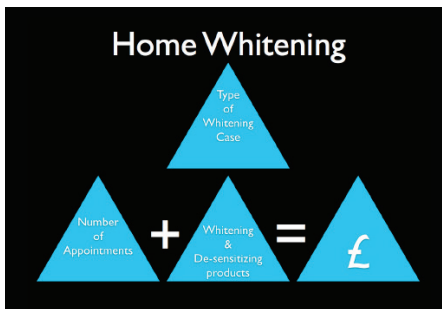 Home Whitening
Type
of
Whitening
Case
Number
of
Appointments
+
Whitening
&
De-sensitizing
products
=
£